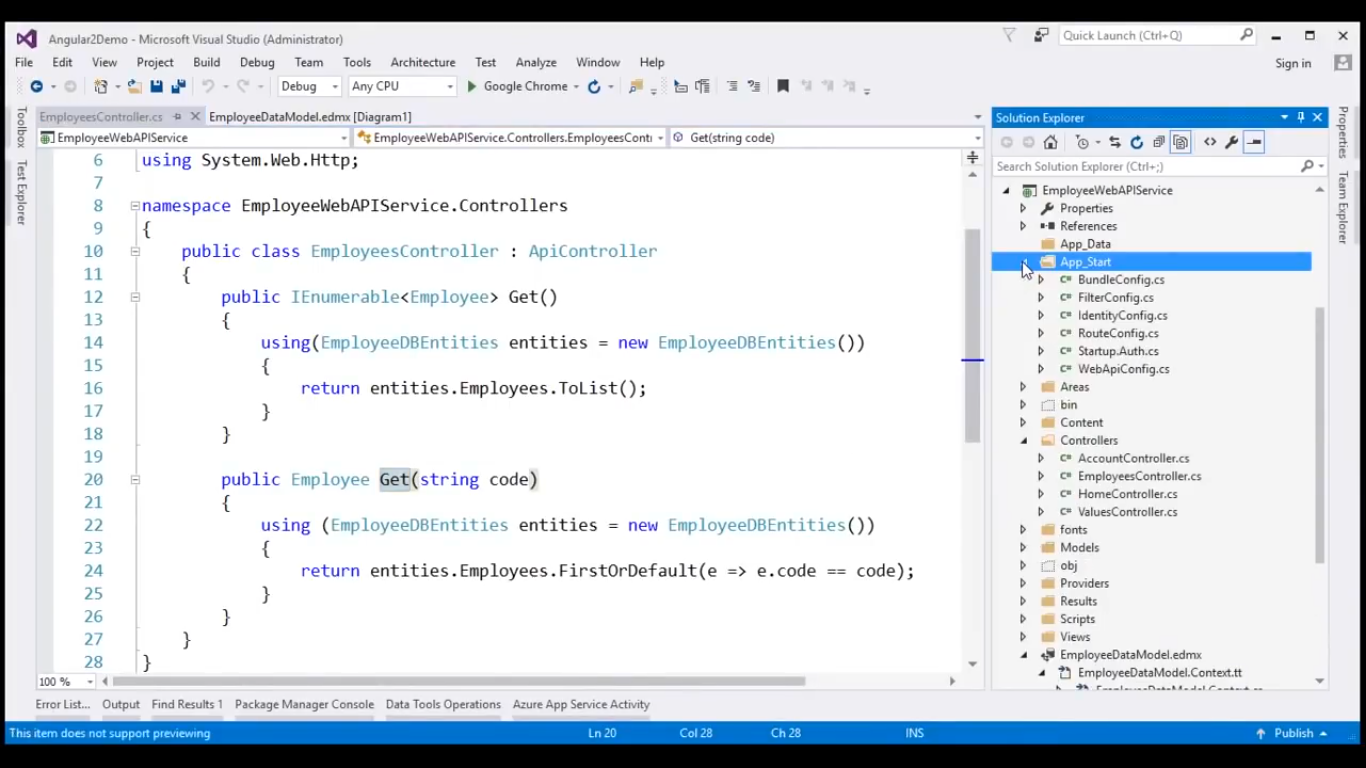 Angular2Demo - Microsoft Visual Studio (Administrator)
Quick Launch (Ctrl+Q)
File Edit View Project Build Debug Team Tools Architecture Test Analyze Window Help
Sign in
Debug Any CPU Google Chrome
Toolbox
Test Explorer
EmployeesController.cs EmployeeDataModel.edmx [Diagram1]
EmployeeWebAPIService EmployeeWebAPIService.Controllers.EmployeesConti Get(string code)
6 using System.Web.Http;
7
8 namespace EmployeeWebAPIService.Controllers
9 {
10 public class EmployeesController : ApiController
11 {
12 public IEnumerable<Employee> Get()
13 {
14 using(EmployeeDBEntities entities = new EmployeeDBEntities())
15 {
16 return entities.Employees.ToList();
17 }
18 }
19
20 public Employee Get(string code)
21 {
22 using (EmployeeDBEntities entities = new EmployeeDBEntities())
23 {
24 return entities.Employees.FirstOrDefault(e => e.code == code);
25 }
26 }
27 }
28 }
100 %
Solution Explorer
Search Solution Explorer (Ctrl+;)
EmployeeWebAPIService
Properties
References
App_Data
App_Start
BundleConfig.cs
FilterConfig.cs
IdentityConfig.cs
RouteConfig.cs
Startup.Auth.cs
WebApiConfig.cs
Areas
bin
Content
Controllers
AccountController.cs
EmployeesController.cs
HomeController.cs
ValuesController.cs
fonts
Models
obj
Providers
Results
Scripts
Views
EmployeeDataModel.edmx
EmployeeDataModel.Context.tt
Properties
Team Explorer
Error List... Output Find Results 1 Package Manager Console Data Tools Operations Azure App Service Activity
This item does not support previewing Ln 20 Col 28 Ch 28 INS Publish